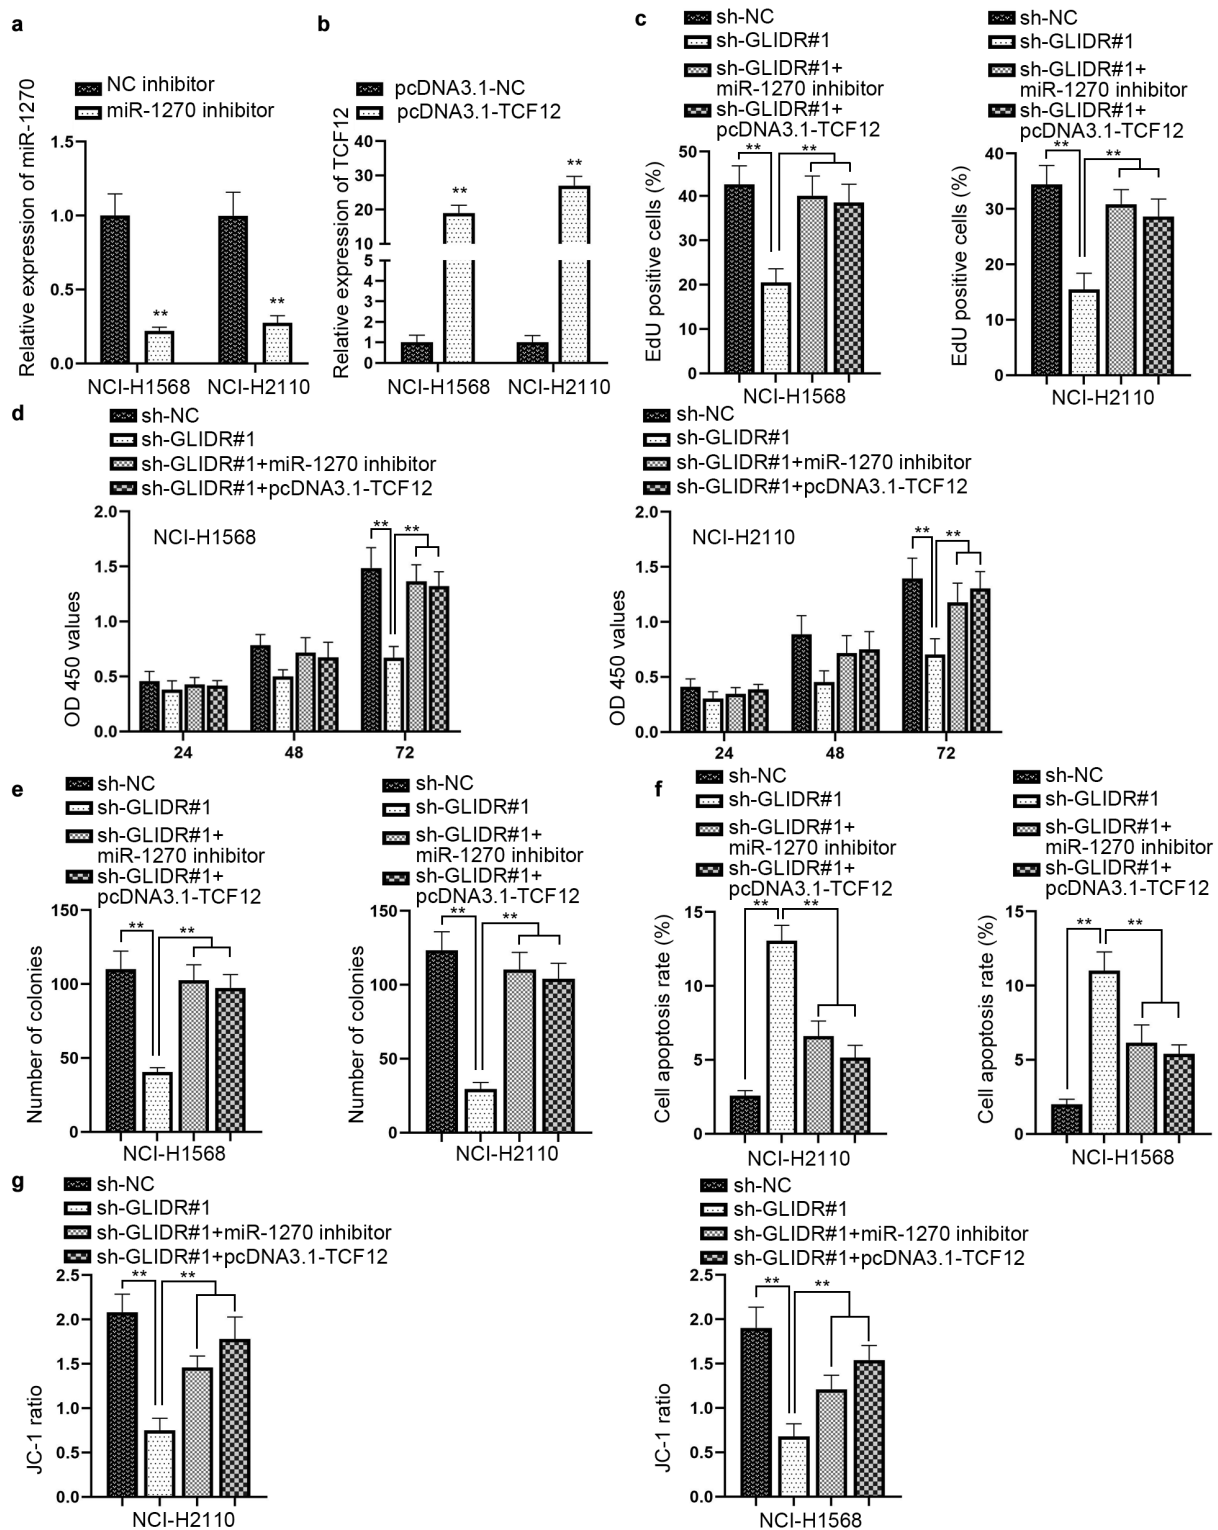 a
NC inhibitor
miR-1270 inhibitor
Relative expression of miR-1270
1.5
1.0
0.5
0.0
**
**
NCI-H1568
NCI-H2110
b
pcDNA3.1-NC
pcDNA3.1-TCF12
Relative expression of TCF12
40
30
20
10
5
4
3
2
1
0
**
**
NCI-H1568
NCI-H2110
c
sh-NC
sh-GLIDR#1
sh-GLIDR#1+
miR-1270 inhibitor
sh-GLIDR#1+
pcDNA3.1-TCF12
EdU positive cells (%)
50
40
30
20
10
0
**
**
NCI-H1568
sh-NC
sh-GLIDR#1
sh-GLIDR#1+
miR-1270 inhibitor
sh-GLIDR#1+
pcDNA3.1-TCF12
EdU positive cells (%)
40
30
20
10
0
**
**
NCI-H2110
d
sh-NC
sh-GLIDR#1
sh-GLIDR#1+miR-1270 inhibitor
sh-GLIDR#1+pcDNA3.1-TCF12
OD 450 values
2.0
1.5
1.0
0.5
0.0
NCI-H1568
**
**
24
48
72
sh-NC
sh-GLIDR#1
sh-GLIDR#1+miR-1270 inhibitor
sh-GLIDR#1+pcDNA3.1-TCF12
OD 450 values
2.0
1.5
1.0
0.5
0.0
NCI-H2110
**
**
24
48
72
e
sh-NC
sh-GLIDR#1
sh-GLIDR#1+
miR-1270 inhibitor
sh-GLIDR#1+
pcDNA3.1-TCF12
Number of colonies
150
100
50
0
**
**
NCI-H1568
sh-NC
sh-GLIDR#1
sh-GLIDR#1+
miR-1270 inhibitor
sh-GLIDR#1+
pcDNA3.1-TCF12
Number of colonies
150
100
50
0
**
**
NCI-H2110
f
sh-NC
sh-GLIDR#1
sh-GLIDR#1+
miR-1270 inhibitor
sh-GLIDR#1+
pcDNA3.1-TCF12
Cell apoptosis rate (%)
15
10
5
0
**
**
NCI-H2110
sh-NC
sh-GLIDR#1
sh-GLIDR#1+
miR-1270 inhibitor
sh-GLIDR#1+
pcDNA3.1-TCF12
Cell apoptosis rate (%)
15
10
5
0
**
**
NCI-H1568
g
sh-NC
sh-GLIDR#1
sh-GLIDR#1+miR-1270 inhibitor
sh-GLIDR#1+pcDNA3.1-TCF12
JC-1 ratio
2.5
2.0
1.5
1.0
0.5
0.0
**
**
NCI-H2110
sh-NC
sh-GLIDR#1
sh-GLIDR#1+miR-1270 inhibitor
sh-GLIDR#1+pcDNA3.1-TCF12
JC-1 ratio
2.5
2.0
1.5
1.0
0.5
0.0
**
**
NCI-H1568